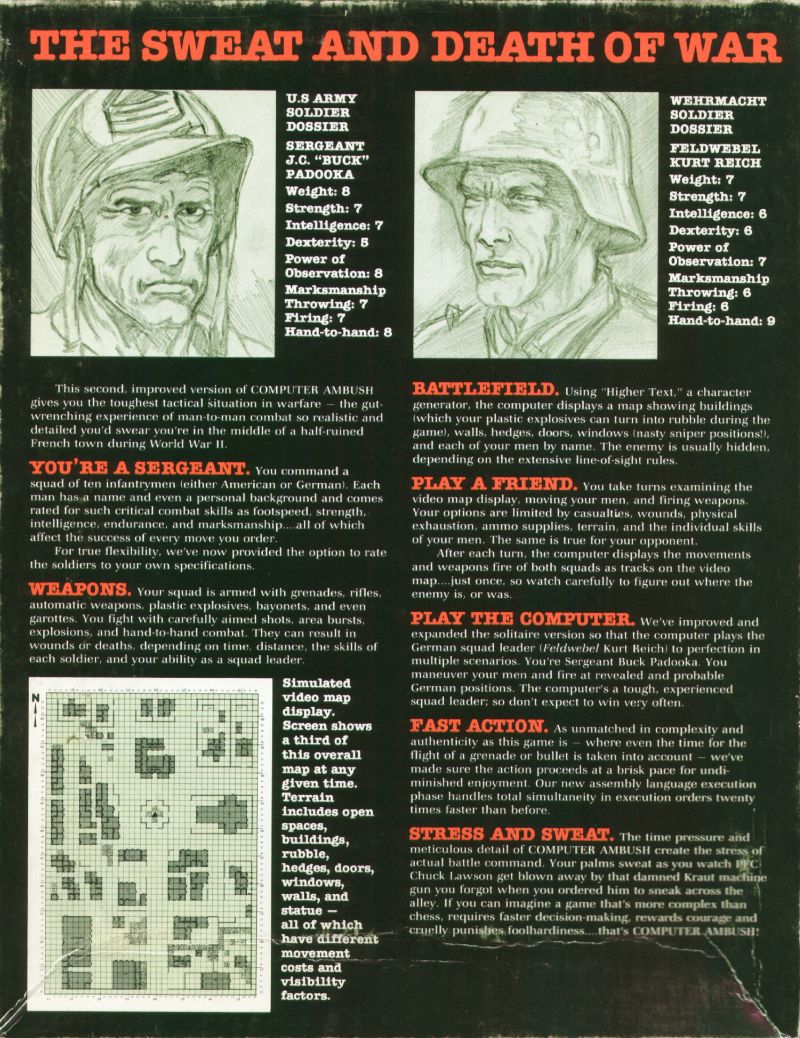 THE SWEAT AND DEATH OF WAR
U.S ARMY
SOLDIER
DOSSIER
SERGEANT
J.C. "BUCK"
PADOOKA
Weight: 8
Strength: 7
Intelligence: 7
Dexterity: 5
Power of
Observation: 8
Marksmanship
Throwing: 7
Firing: 7
Hand-to-hand: 8
WEHRMACHT
SOLDIER
DOSSIER
FELDWEBEL
KURT REICH
Weight: 7
Strength: 7
Intelligence: 6
Dexterity: 6
Power of
Observation: 7
Marksmanship
Throwing: 6
Firing: 6
Hand-to-hand: 9
This second, improved version of COMPUTER AMBUSH
gives you the toughest tactical situation in warfare — the gut-
wrenching experience of man-to-man combat so realistic and
detailed you'd swear you're in the middle of a half-ruined
French town during World War II.
YOU'RE A SERGEANT. You command a
squad of ten infantrymen (either American or German). Each
man has a name and even a personal background and comes
rated for such critical combat skills as footspeed, strength,
intelligence, endurance, and marksmanship....all of which
affect the success of every move you order.
For true flexibility, we've now provided the option to rate
the soldiers to your own specifications.
WEAPONS. Your squad is armed with grenades, rifles,
automatic weapons, plastic explosives, bayonets, and even
garottes. You fight with carefully aimed shots, area bursts,
explosions, and hand-to-hand combat. They can result in
wounds or deaths, depending on time, distance, the skills of
each soldier, and your ability as a squad leader.
N
Simulated
video map
display.
Screen shows
a third of
this overall
map at any
given time.
Terrain
includes open
spaces,
buildings,
rubble,
hedges, doors,
windows,
walls, and
statue —
all of which
have different
movement
costs and
visibility
factors.
BATTLEFIELD. Using "Higher Text," a character
generator, the computer displays a map showing buildings
(which your plastic explosives can turn into rubble during the
game), walls, hedges, doors, windows (nasty sniper positions!),
and each of your men by name. The enemy is usually hidden,
depending on the extensive line-of-sight rules.
PLAY A FRIEND. You take turns examining the
video map display, moving your men, and firing weapons.
Your options are limited by casualties, wounds, physical
exhaustion, ammo supplies, terrain, and the individual skills
of your men. The same is true for your opponent.
After each turn, the computer displays the movements
and weapons fire of both squads as tracks on the video
map....just once, so watch carefully to figure out where the
enemy is, or was.
PLAY THE COMPUTER. We've improved and
expanded the solitaire version so that the computer plays the
German squad leader (Feldwebel Kurt Reich) to perfection in
multiple scenarios. You're Sergeant Buck Padooka. You
maneuver your men and fire at revealed and probable
German positions. The computer's a tough, experienced
squad leader; so don't expect to win very often.
FAST ACTION. As unmatched in complexity and
authenticity as this game is — where even the time for the
flight of a grenade or bullet is taken into account — we've
made sure the action proceeds at a brisk pace for undi-
minished enjoyment. Our new assembly language execution
phase handles total simultaneity in execution orders twenty
times faster than before.
STRESS AND SWEAT. The time pressure and
meticulous detail of COMPUTER AMBUSH create the stress of
actual battle command. Your palms sweat as you watch PFC
Chuck Lawson get blown away by that damned Kraut machine
gun you forgot when you ordered him to sneak across the
alley. If you can imagine a game that's more complex than
chess, requires faster decision-making, rewards courage and
cruelly punishes foolhardiness....that's COMPUTER AMBUSH!